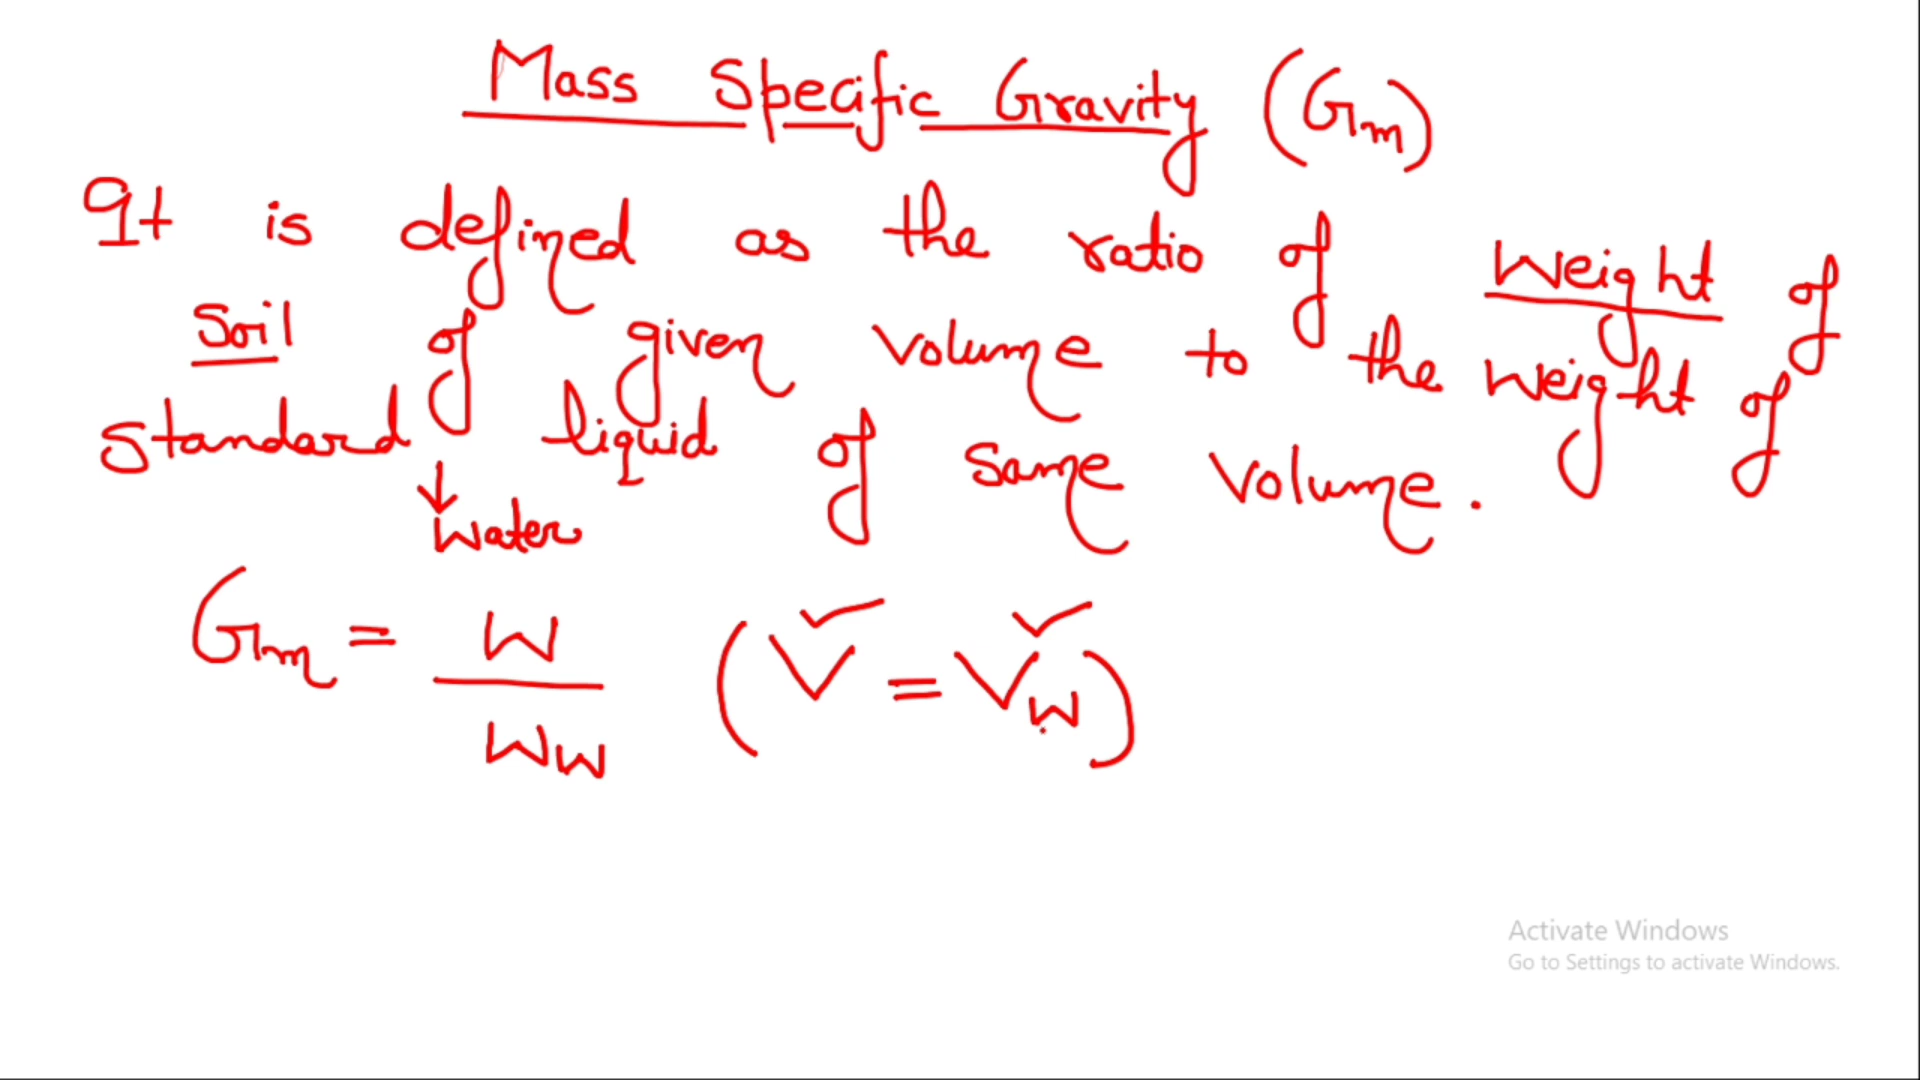 Mass Specific Gravity (Gm)
It is defined as the ratio of Weight of
Soil of given volume to the weight of
standard liquid of same volume.
↓
Water
Gm = W/Ww (V = Vw)
Activate Windows
Go to Settings to activate Windows.